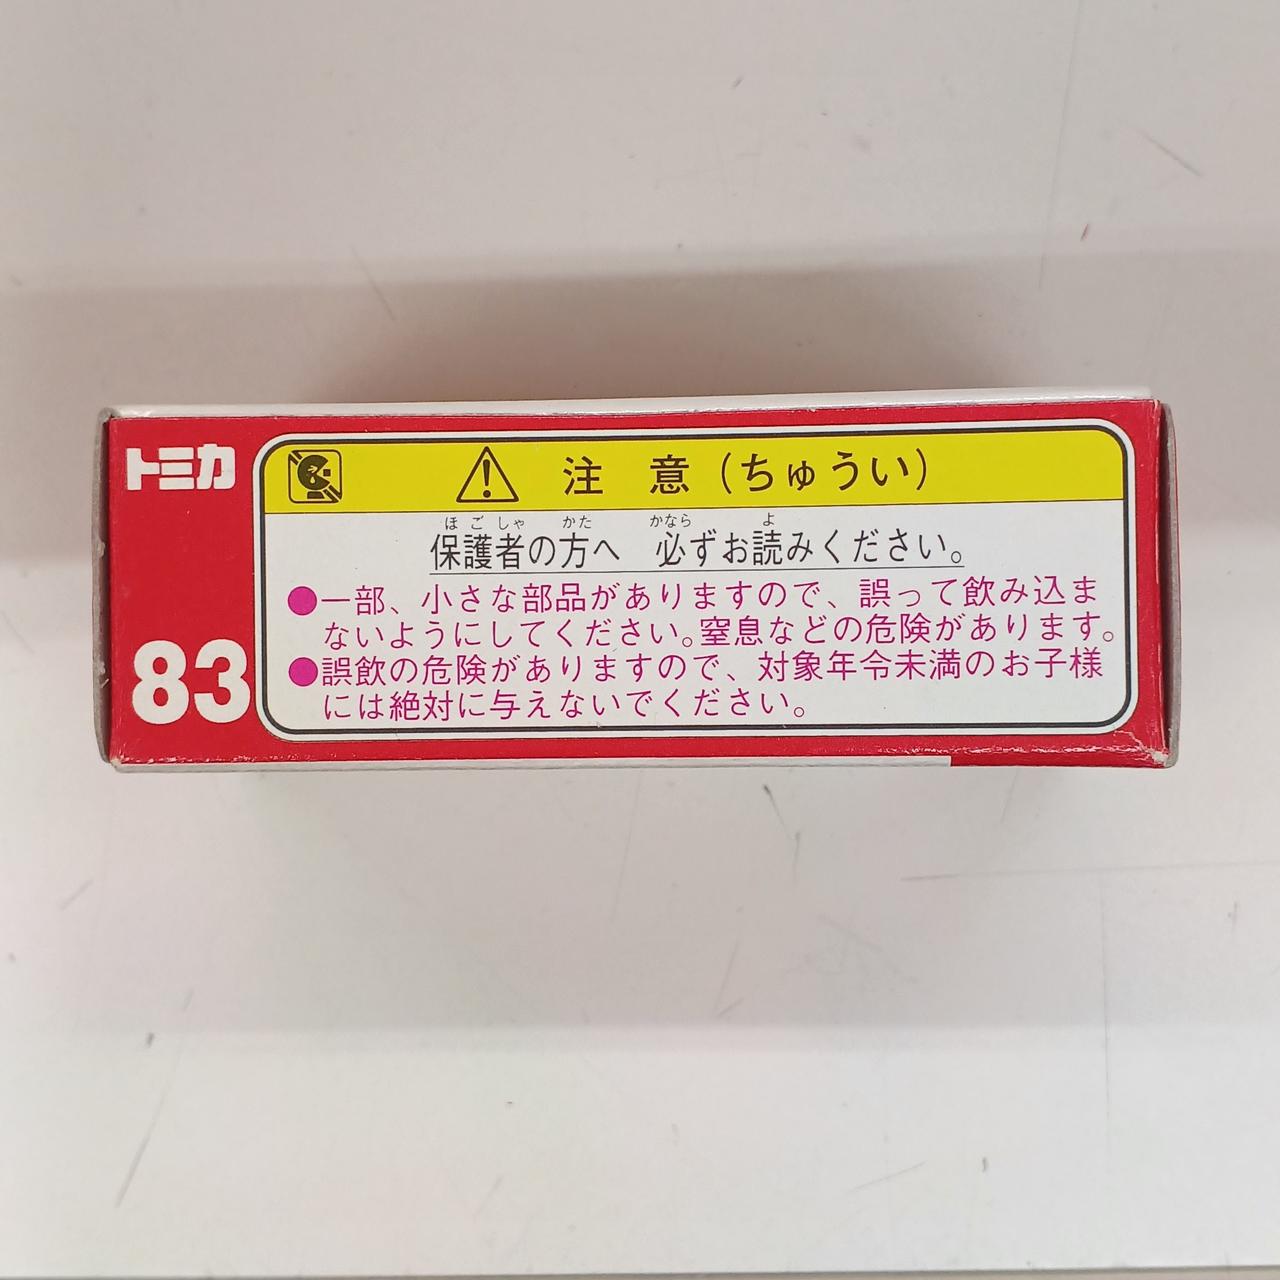 トミカ
注意(ちゅうい)
ほごしゃ かた かなら よ
保護者の方へ 必ずお読みください。
●一部、小さな部品がありますので、誤って飲み込ま
ないようにしてください。窒息などの危険があります。
●誤飲の危険がありますので、対象年令未満のお子様
には絶対に与えないでください。
83